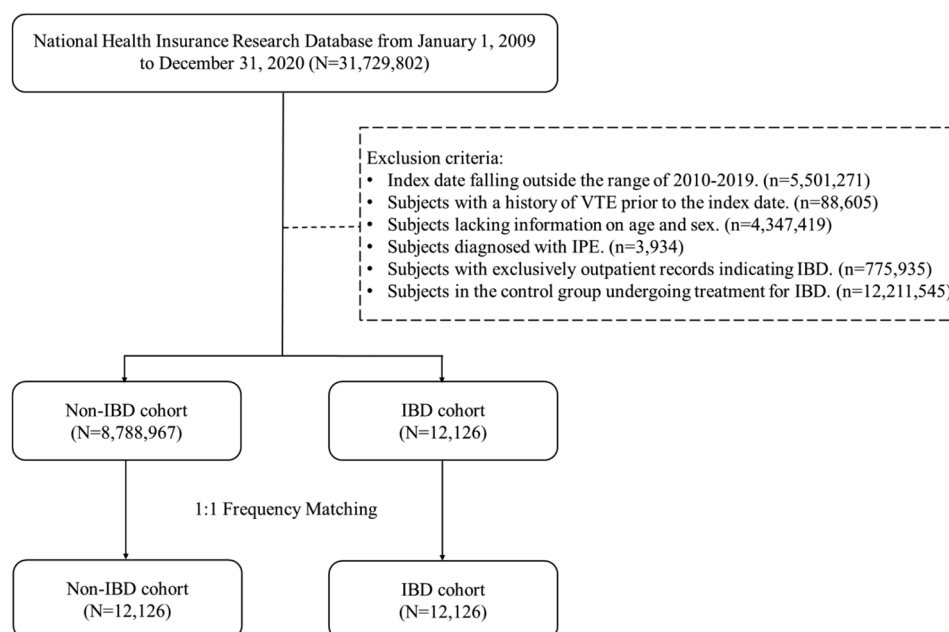 National Health Insurance Research Database from January 1, 2009
to December 31, 2020 (N=31,729,802)
Exclusion criteria:
• Index date falling outside the range of 2010-2019. (n=5,501,271)
• Subjects with a history of VTE prior to the index date. (n=88,605)
• Subjects lacking information on age and sex. (n=4,347,419)
• Subjects diagnosed with IPE. (n=3,934)
• Subjects with exclusively outpatient records indicating IBD. (n=775,935)
• Subjects in the control group undergoing treatment for IBD. (n=12,211,545)
Non-IBD cohort
(N=8,788,967)
IBD cohort
(N=12,126)
1:1 Frequency Matching
Non-IBD cohort
(N=12,126)
IBD cohort
(N=12,126)